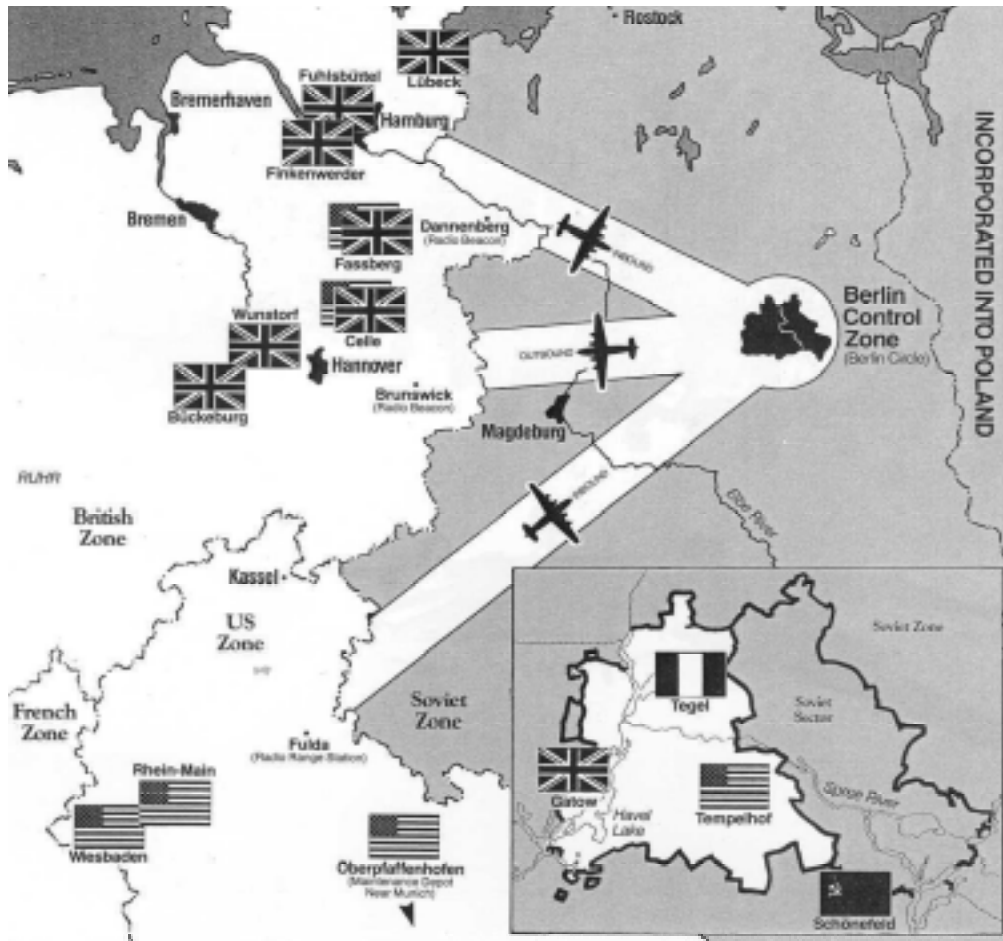 Rostock
Lübeck
Fuhlsbüttel
Bremerhaven
Hamburg
Finkenwerder
Bremen
Dannenberg
(Radio Beacon)
Fassberg
INBOUND
Wunstorf
Celle
Hannover
Bückeburg
Brunswick
(Radio Beacon)
OUTBOUND
Magdeburg
Berlin
Control
Zone
(Berlin Circle)
INCORPORATED INTO POLAND
RUHR
British
Zone
INBOUND
Elbe River
Kassel
US
Zone
French
Zone
Soviet
Zone
Fulda
(Radio Range Station)
Rhein-Main
Wiesbaden
Oberpfaffenhofen
(Maintenance Depot
Near Munich)
Soviet Zone
Tegel
Soviet
Sector
Gatow
Tempelhof
Spree River
Havel
Lake
Schönefeld